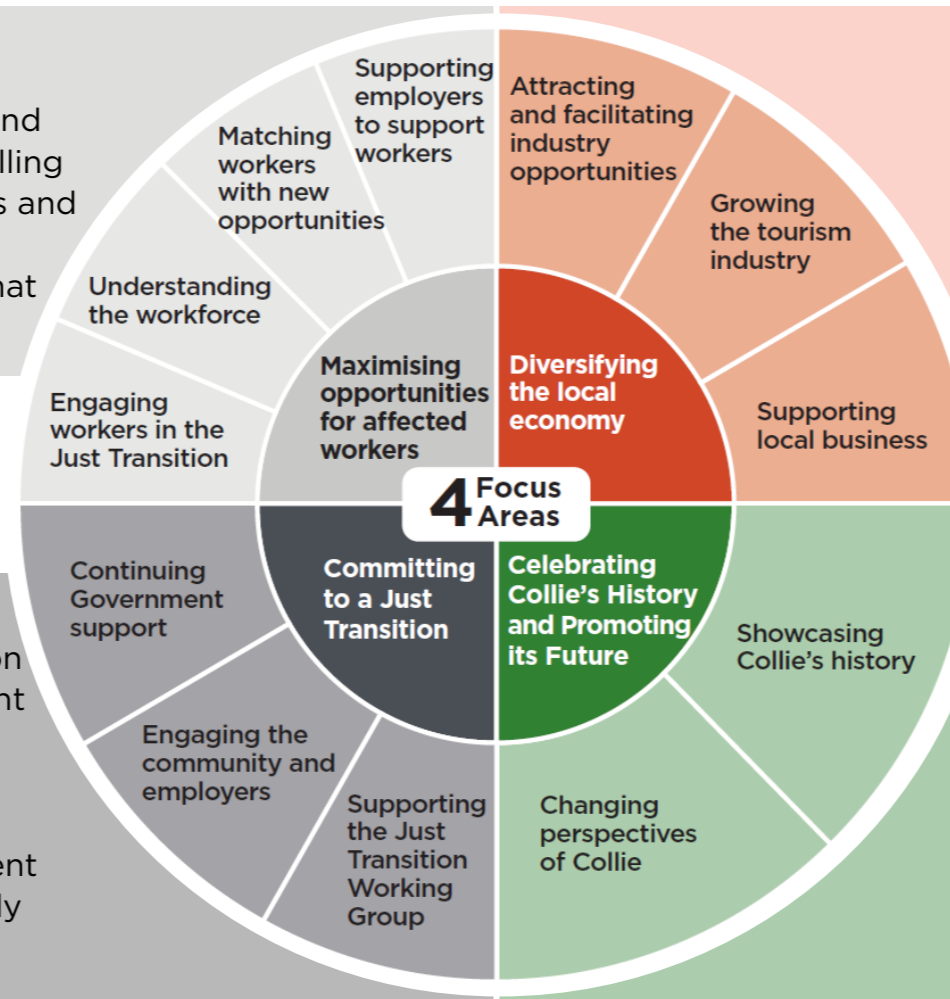 Supporting
employers
to support
workers
Matching
workers
with new
opportunities
Understanding
the workforce
Engaging
workers in the
Just Transition
Maximising
opportunities
for affected
workers
Attracting
and facilitating
industry
opportunities
Growing
the tourism
industry
Supporting
local business
Diversifying
the local
economy
4 Focus
Areas
Committing
to a Just
Transition
Continuing
Government
support
Engaging the
community and
employers
Supporting
the Just
Transition
Working
Group
Celebrating
Collie's History
and Promoting
its Future
Showcasing
Collie's history
Changing
perspectives
of Collie
and